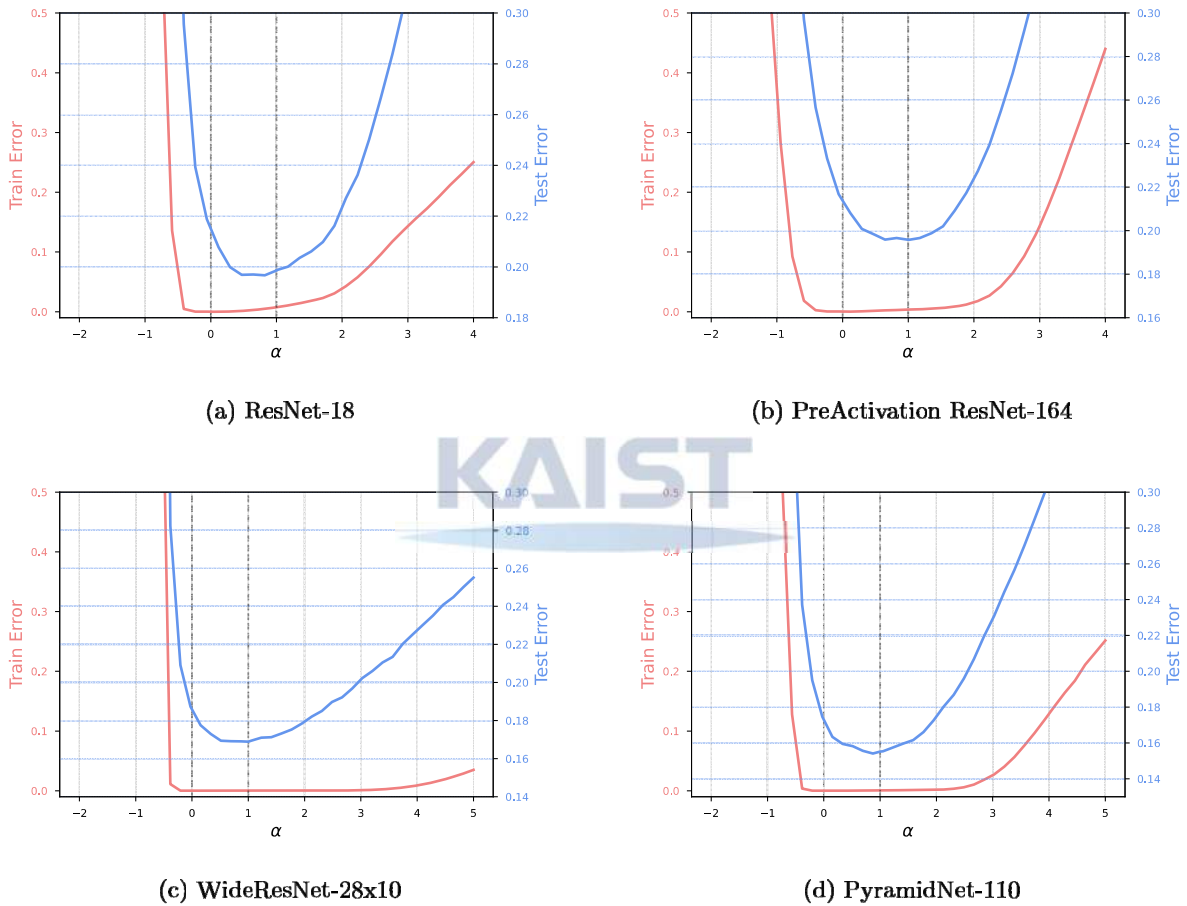 0.5
0.4
0.3
0.2
0.1
0.0
Train Error
0.30
0.28
0.26
0.24
0.22
0.20
0.18
Test Error
−2 −1 0 1 2 3 4
α
(a) ResNet-18
0.5
0.4
0.3
0.2
0.1
0.0
Train Error
0.30
0.28
0.26
0.24
0.22
0.20
0.18
0.16
Test Error
−2 −1 0 1 2 3 4
α
(b) PreActivation ResNet-164
KAIST
0.5
0.4
0.3
0.2
0.1
0.0
Train Error
0.30
0.28
0.26
0.24
0.22
0.20
0.18
0.16
0.14
Test Error
−2 −1 0 1 2 3 4 5
α
(c) WideResNet-28x10
0.5
0.4
0.3
0.2
0.1
0.0
Train Error
0.30
0.28
0.26
0.24
0.22
0.20
0.18
0.16
0.14
Test Error
−2 −1 0 1 2 3 4 5
α
(d) PyramidNet-110